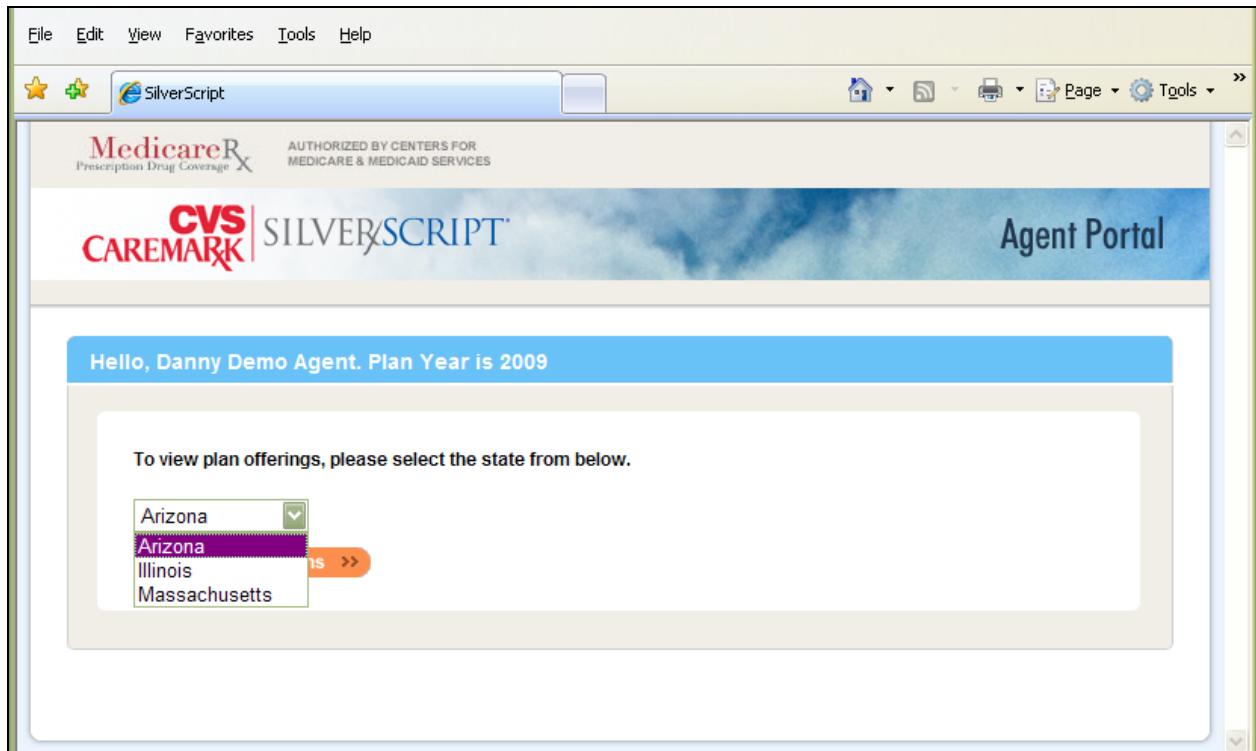 File Edit View Favorites Tools Help
SilverScript
Page Tools »
MedicareRx
Prescription Drug Coverage
AUTHORIZED BY CENTERS FOR
MEDICARE & MEDICAID SERVICES
CVS
CAREMARK
SILVERSCRIPT
Agent Portal
Hello, Danny Demo Agent. Plan Year is 2009
To view plan offerings, please select the state from below.
Arizona
Arizona
Illinois
Massachusetts
ns >>